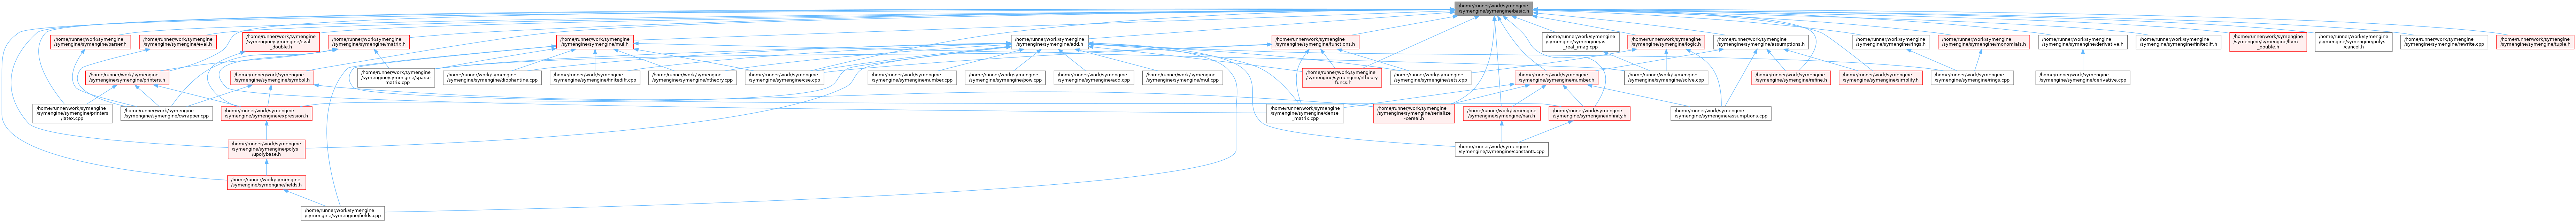 /home/runner/work/symengine
/symengine/symengine/basic.h
/home/runner/work/symengine
/symengine/symengine/parser.h
/home/runner/work/symengine
/symengine/symengine/eval.h
/home/runner/work/symengine
/symengine/symengine/eval
_double.h
/home/runner/work/symengine
/symengine/symengine/matrix.h
/home/runner/work/symengine
/symengine/symengine/mul.h
/home/runner/work/symengine
/symengine/symengine/add.h
/home/runner/work/symengine
/symengine/symengine/functions.h
/home/runner/work/symengine
/symengine/symengine/as
_real_imag.cpp
/home/runner/work/symengine
/symengine/symengine/logic.h
/home/runner/work/symengine
/symengine/symengine/assumptions.h
/home/runner/work/symengine
/symengine/symengine/rings.h
/home/runner/work/symengine
/symengine/symengine/monomials.h
/home/runner/work/symengine
/symengine/symengine/derivative.h
/home/runner/work/symengine
/symengine/symengine/finitediff.h
/home/runner/work/symengine
/symengine/symengine/llvm
_double.h
/home/runner/work/symengine
/symengine/symengine/polys
/cancel.h
/home/runner/work/symengine
/symengine/symengine/rewrite.cpp
/home/runner/work/symengine
/symengine/symengine/tuple.h
/home/runner/work/symengine
/symengine/symengine/printers.h
/home/runner/work/symengine
/symengine/symengine/symbol.h
/home/runner/work/symengine
/symengine/symengine/sparse
_matrix.cpp
/home/runner/work/symengine
/symengine/symengine/diophantine.cpp
/home/runner/work/symengine
/symengine/symengine/finitediff.cpp
/home/runner/work/symengine
/symengine/symengine/ntheory.cpp
/home/runner/work/symengine
/symengine/symengine/cse.cpp
/home/runner/work/symengine
/symengine/symengine/number.cpp
/home/runner/work/symengine
/symengine/symengine/pow.cpp
/home/runner/work/symengine
/symengine/symengine/add.cpp
/home/runner/work/symengine
/symengine/symengine/mul.cpp
/home/runner/work/symengine
/symengine/symengine/ntheory
_funcs.h
/home/runner/work/symengine
/symengine/symengine/sets.cpp
/home/runner/work/symengine
/symengine/symengine/number.h
/home/runner/work/symengine
/symengine/symengine/solve.cpp
/home/runner/work/symengine
/symengine/symengine/refine.h
/home/runner/work/symengine
/symengine/symengine/simplify.h
/home/runner/work/symengine
/symengine/symengine/rings.cpp
/home/runner/work/symengine
/symengine/symengine/derivative.cpp
/home/runner/work/symengine
/symengine/symengine/printers
/latex.cpp
/home/runner/work/symengine
/symengine/symengine/cwrapper.cpp
/home/runner/work/symengine
/symengine/symengine/expression.h
/home/runner/work/symengine
/symengine/symengine/dense
_matrix.cpp
/home/runner/work/symengine
/symengine/symengine/serialize
-cereal.h
/home/runner/work/symengine
/symengine/symengine/nan.h
/home/runner/work/symengine
/symengine/symengine/infinity.h
/home/runner/work/symengine
/symengine/symengine/assumptions.cpp
/home/runner/work/symengine
/symengine/symengine/polys
/upolybase.h
/home/runner/work/symengine
/symengine/symengine/constants.cpp
/home/runner/work/symengine
/symengine/symengine/fields.h
/home/runner/work/symengine
/symengine/symengine/fields.cpp